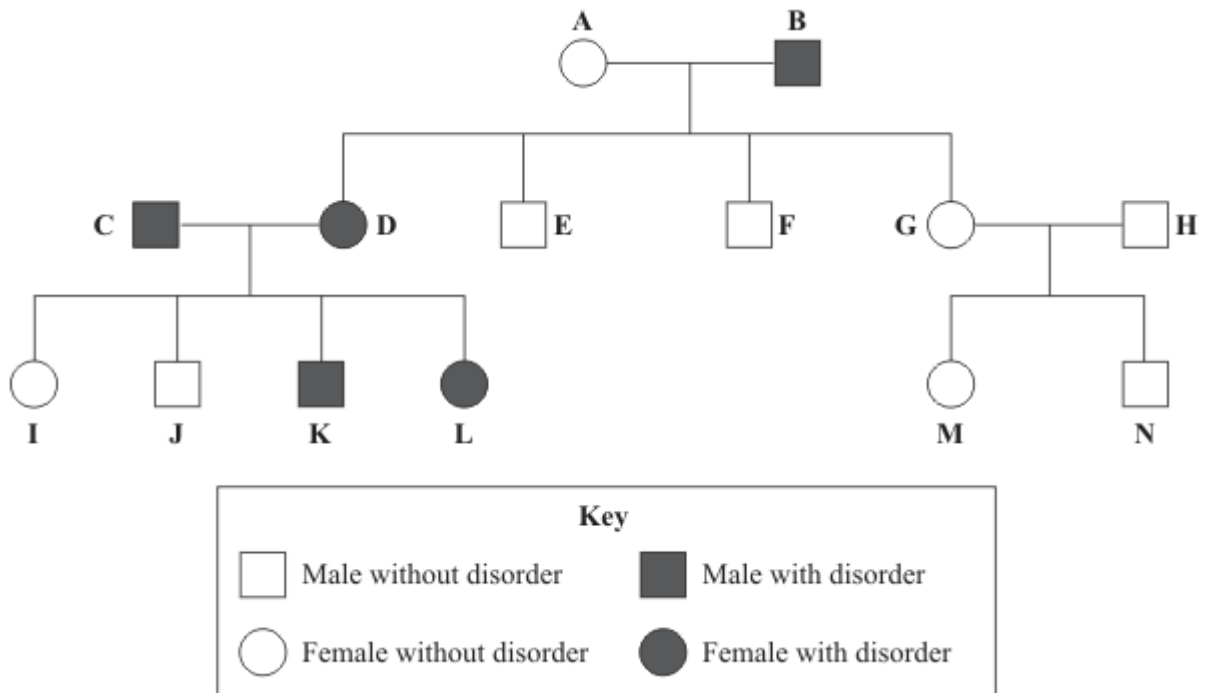 A B
C D E F G H
I J K L M N
Key
Male without disorder Male with disorder
Female without disorder Female with disorder